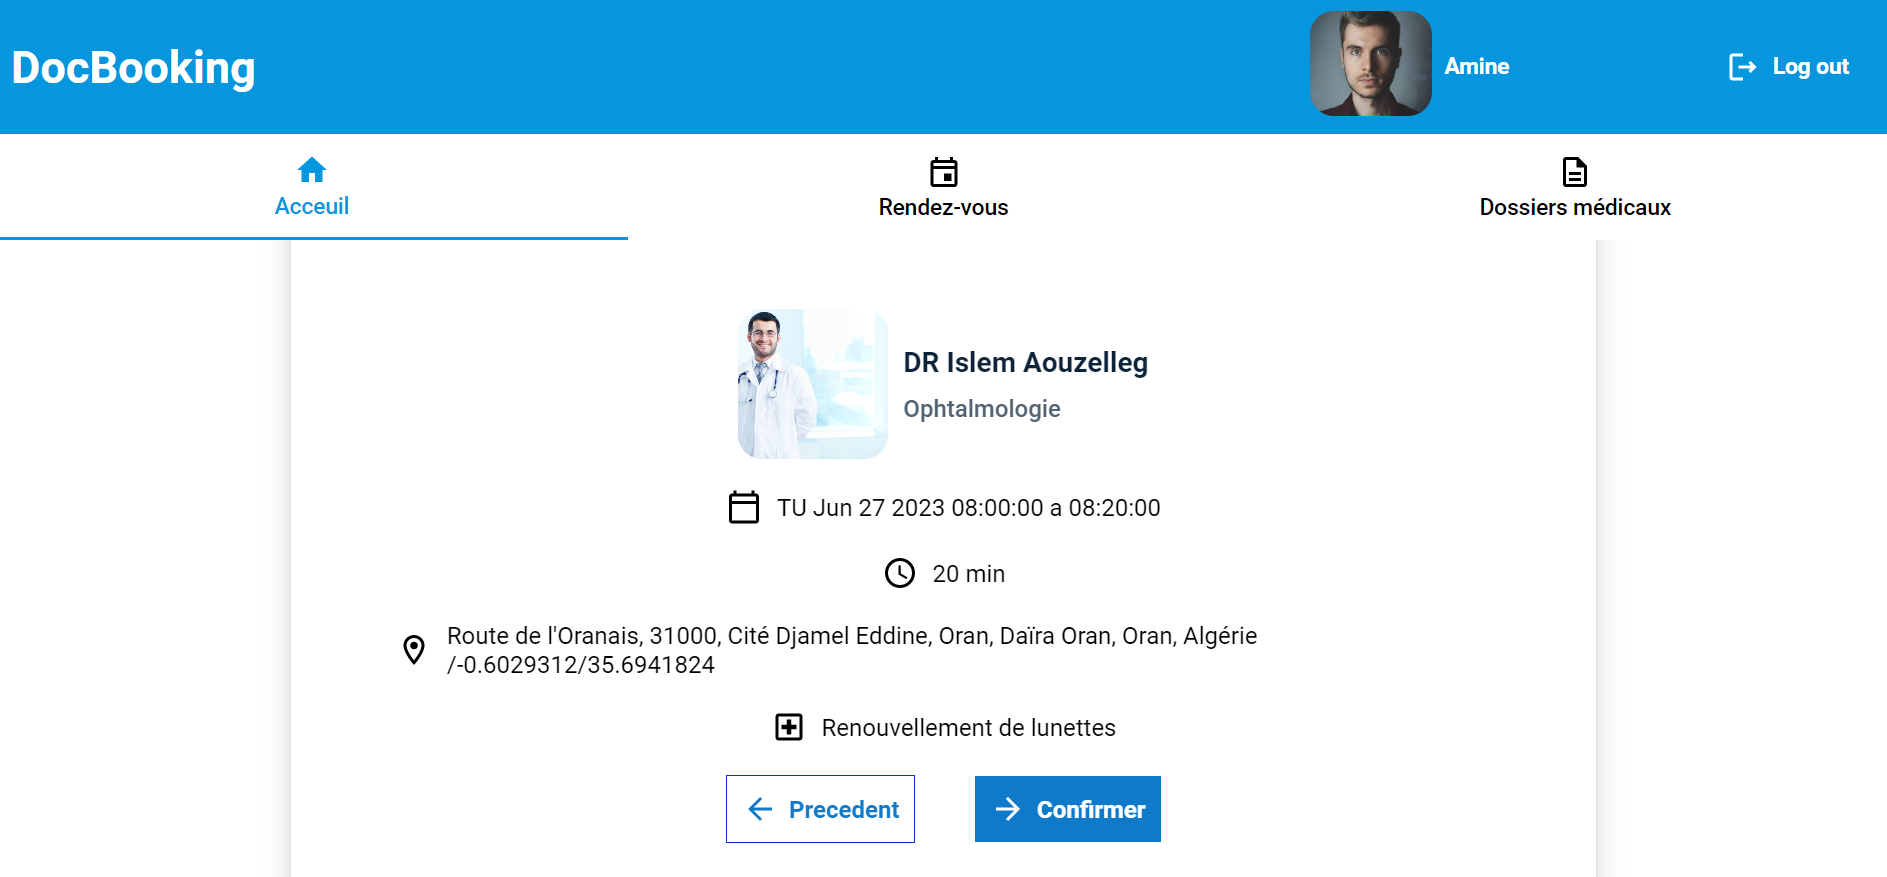 DocBooking
Amine
Log out
Acceuil
Rendez-vous
Dossiers médicaux
DR Islem Aouzelleg
Ophtalmologie
TU Jun 27 2023 08:00:00 a 08:20:00
20 min
Route de l'Oranais, 31000, Cité Djamel Eddine, Oran, Daïra Oran, Oran, Algérie
/-0.6029312/35.6941824
Renouvellement de lunettes
Precedent
Confirmer